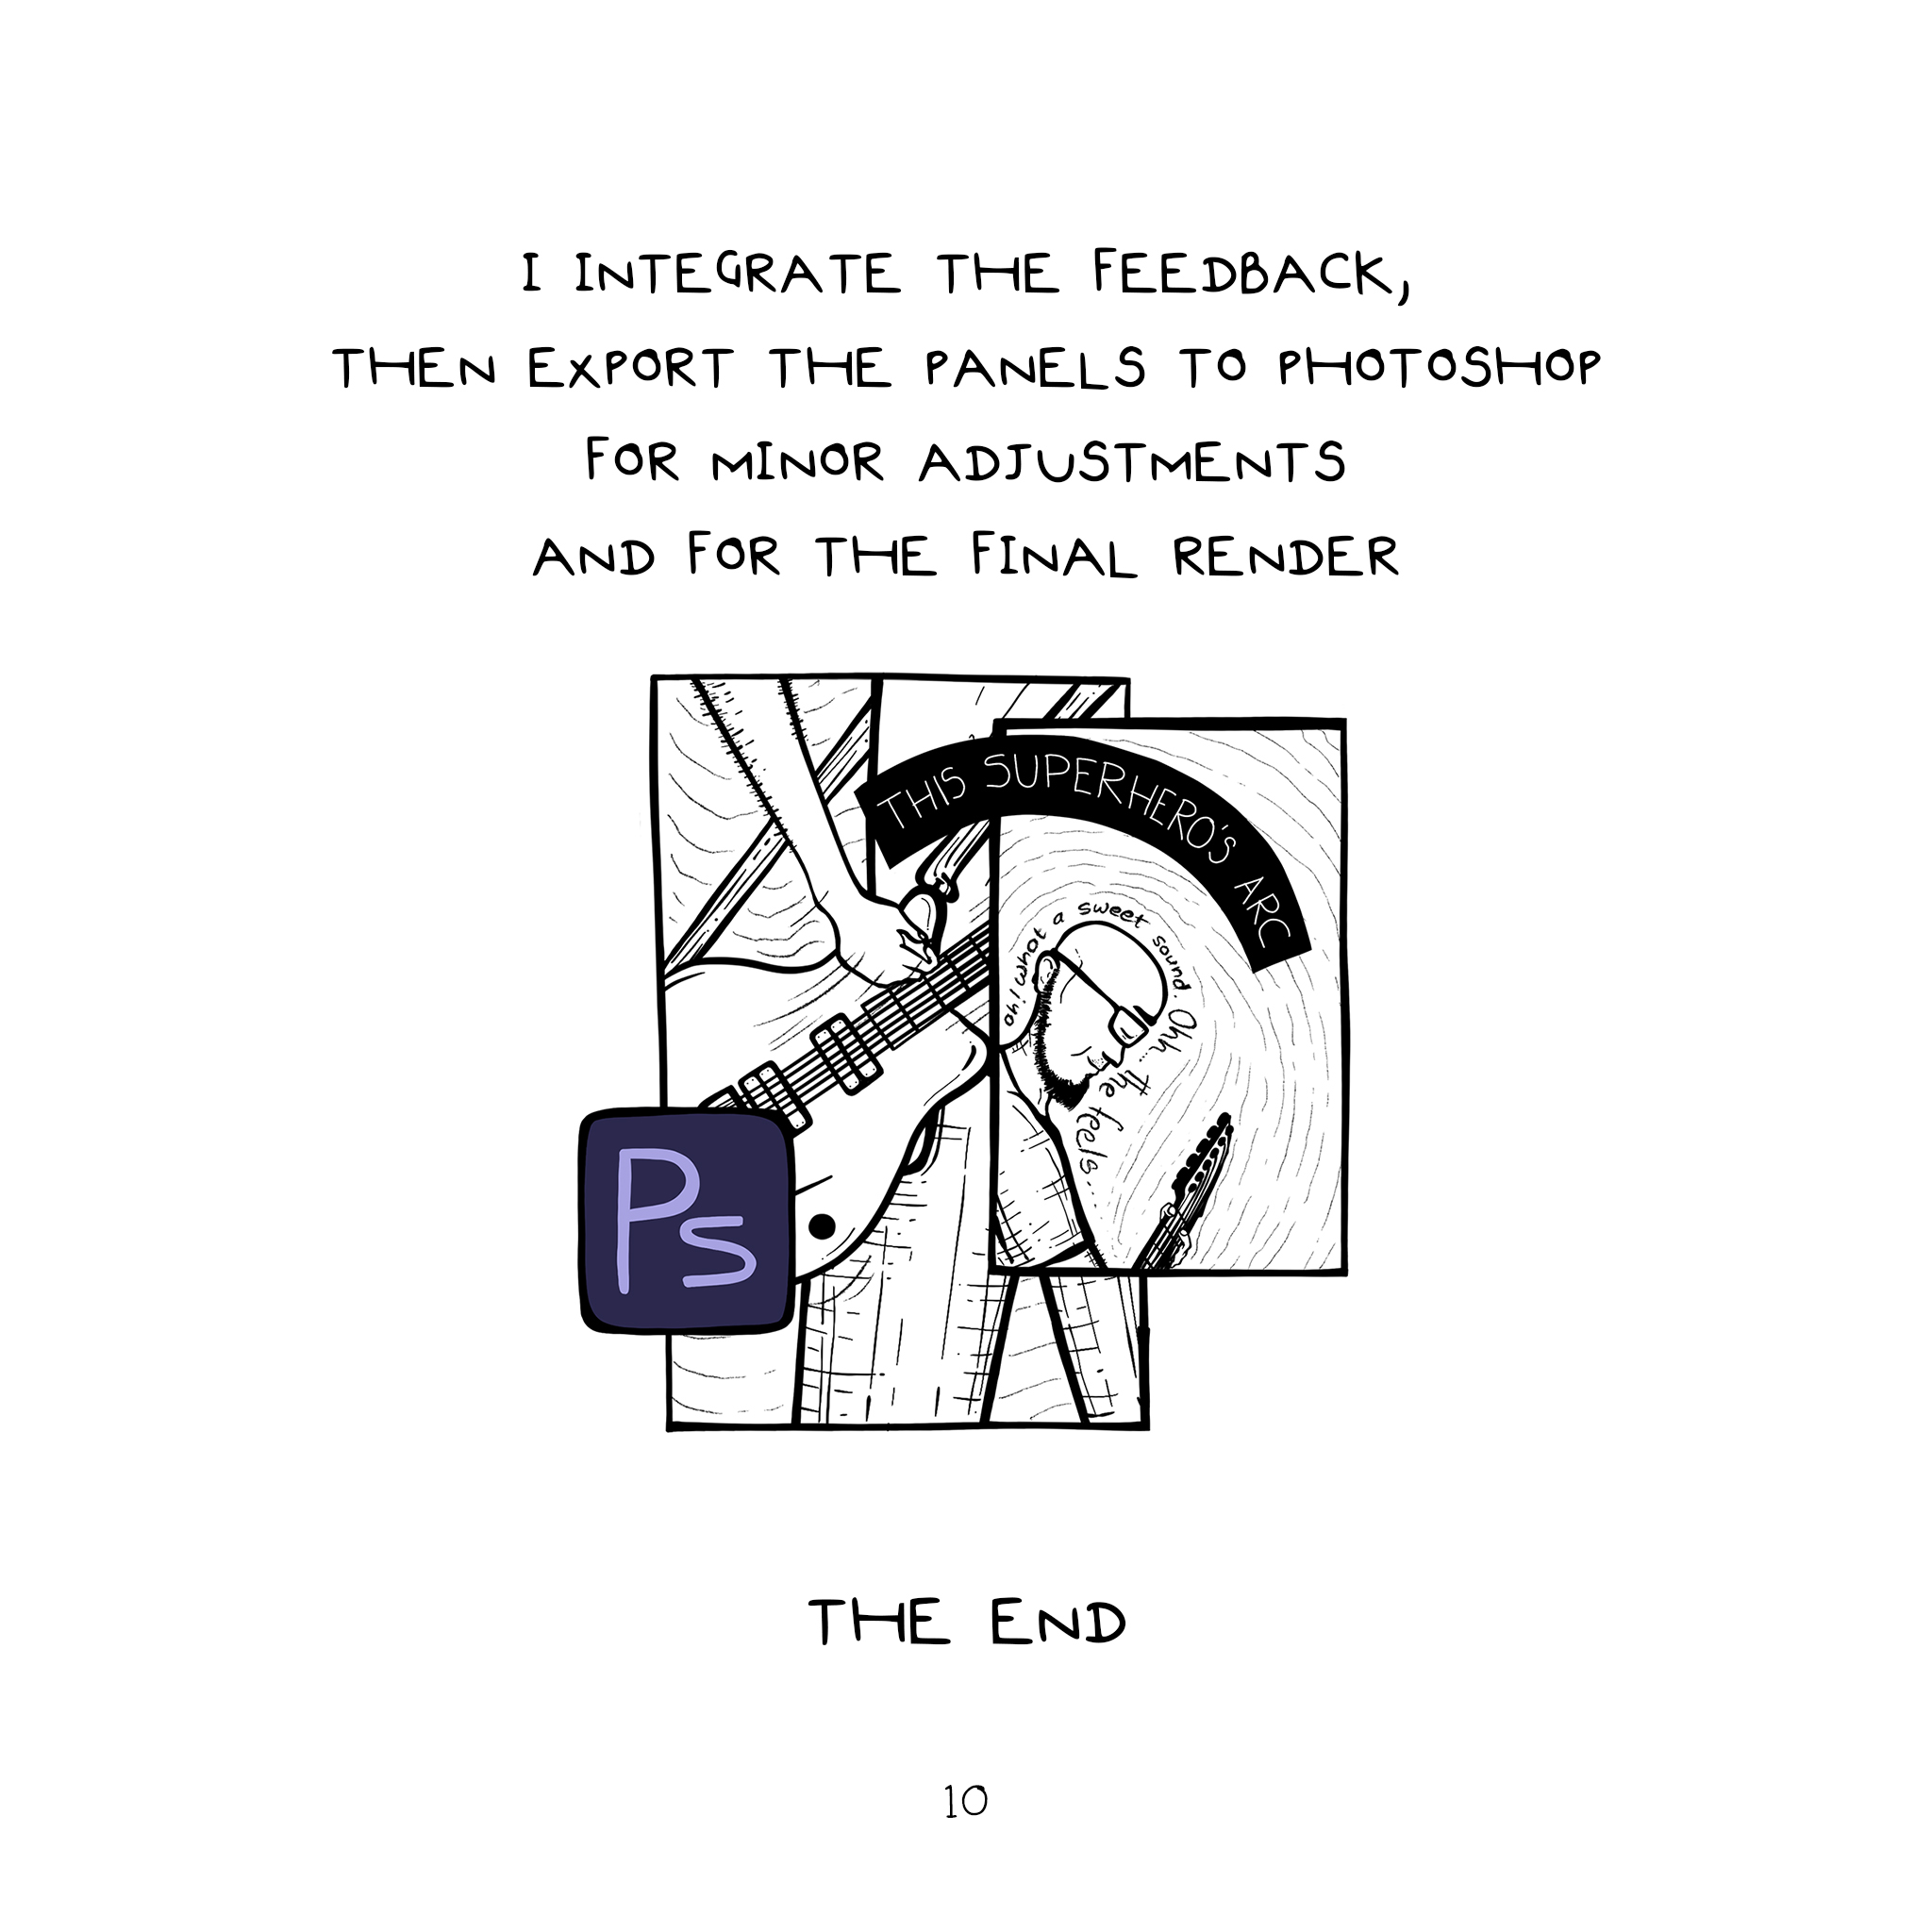 I INTEGRATE THE FEEDBACK,
THEN EXPORT THE PANELS TO PHOTOSHOP
FOR MINOR ADJUSTMENTS
AND FOR THE FINAL RENDER
THIS SUPERHERO'S ARC
oh! what a sweet sound. Ohh... the feels...
Ps
THE END
10